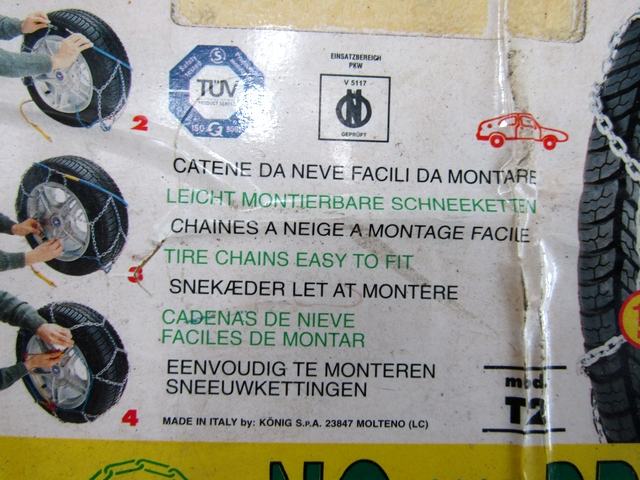 2
3
4
TÜV
PRODUCT SERVICE
EINSATZBEREICH
PKW
V 5117
GEPRÜFT
CATENE DA NEVE FACILI DA MONTARE
LEICHT MONTIERBARE SCHNEEKETTEN
CHAINES A NEIGE A MONTAGE FACILE
TIRE CHAINS EASY TO FIT
SNEKÆDER LET AT MONTERE
CADENAS DE NIEVE
FACILES DE MONTAR
EENVOUDIG TE MONTEREN
SNEEUWKETTINGEN
MADE IN ITALY by: KÖNIG S.P.A. 23847 MOLTENO (LC)
mod.
T2